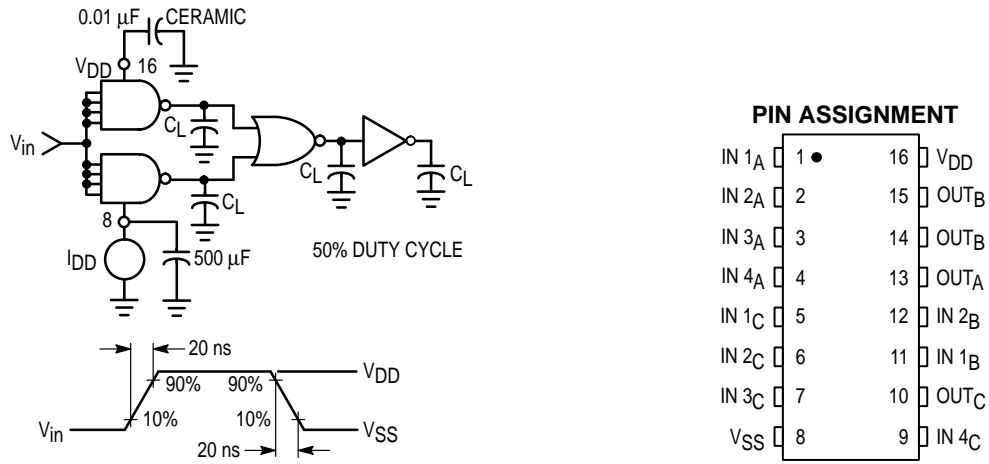 0.01 µF CERAMIC
VDD 16
Vin
CL
CL
CL
CL
8
IDD
500 µF
50% DUTY CYCLE
20 ns
90% 90% VDD
10% 10%
Vin VSS
20 ns
PIN ASSIGNMENT
IN 1A 1 16 VDD
IN 2A 2 15 OUTB
IN 3A 3 14 OUTB
IN 4A 4 13 OUTA
IN 1C 5 12 IN 2B
IN 2C 6 11 IN 1B
IN 3C 7 10 OUTC
VSS 8 9 IN 4C